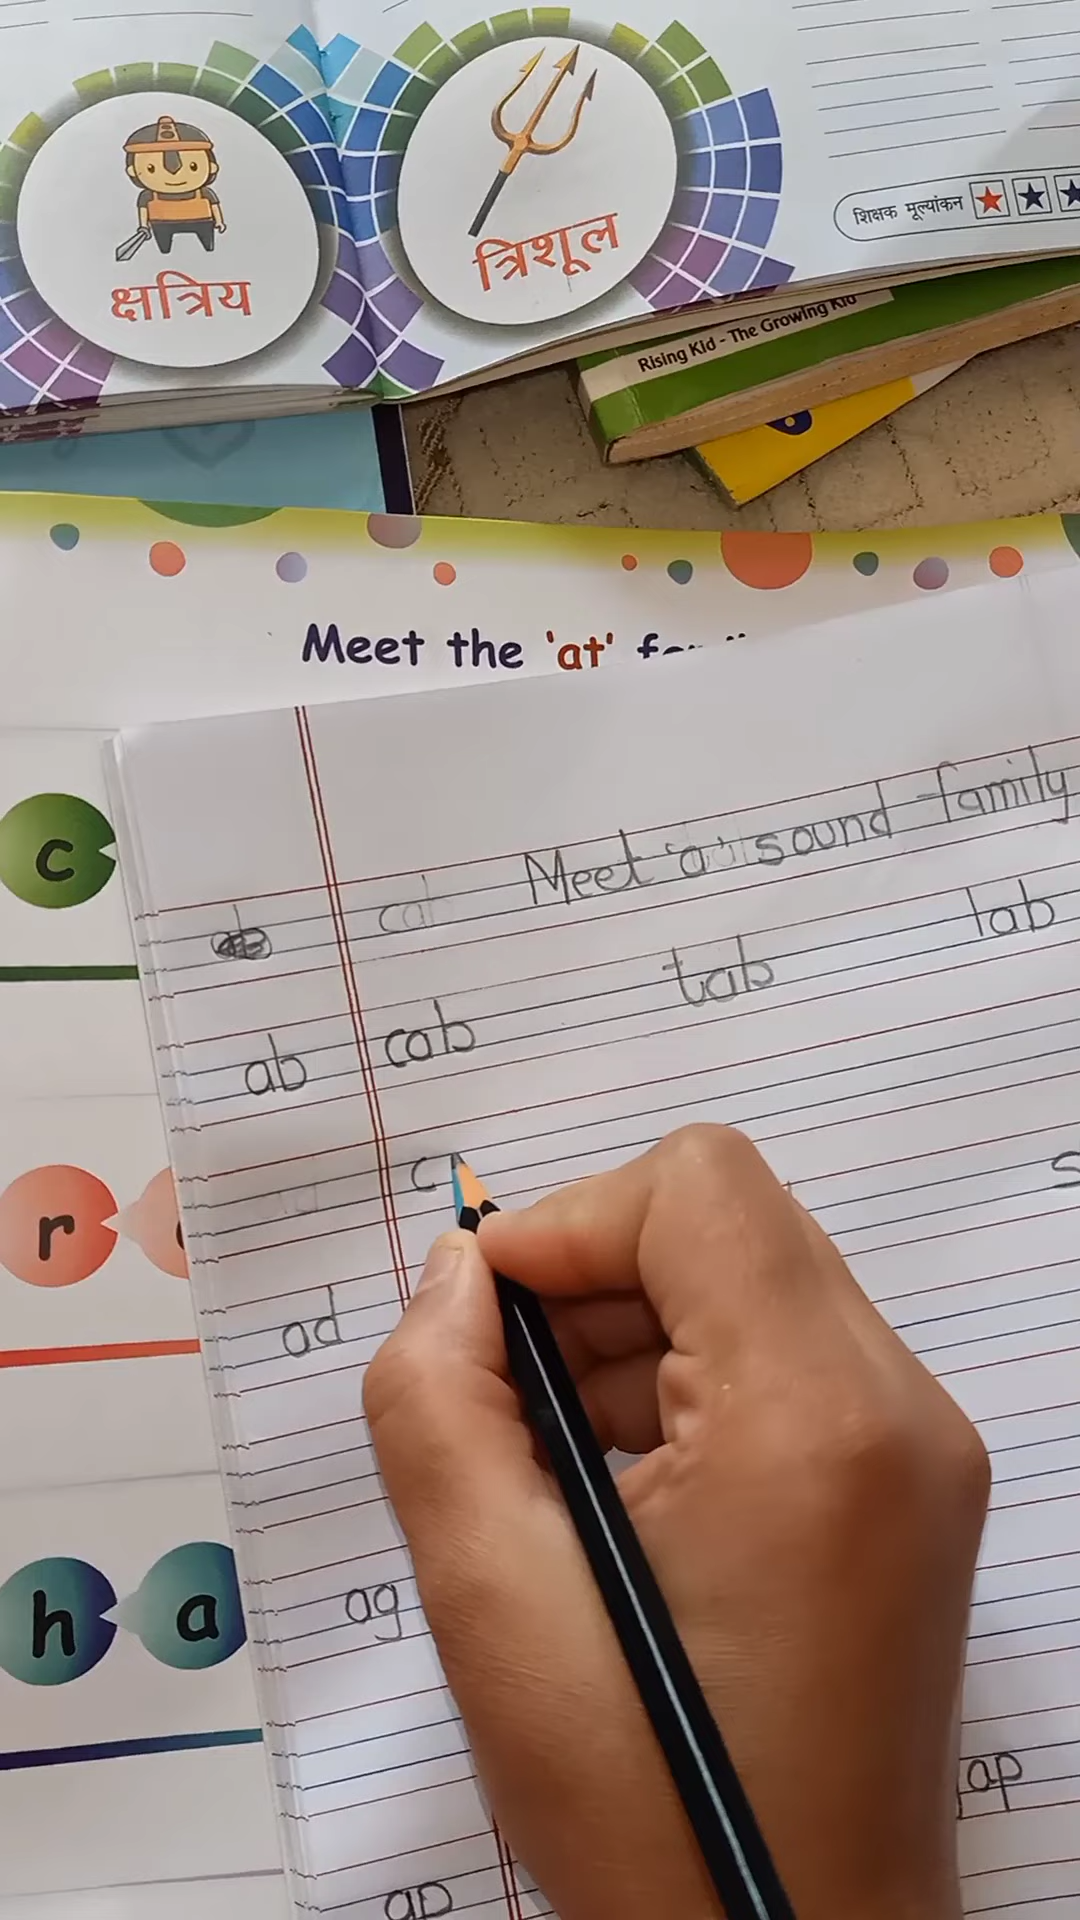 क्षत्रिय
त्रिशूल
शिक्षक मूल्यांकन
Rising Kid - The Growing Kid
Meet the 'at'
c
Meet 'a' sound family
cab
ab cab tab lab
c
r
ad
h a
ag
ap
ap